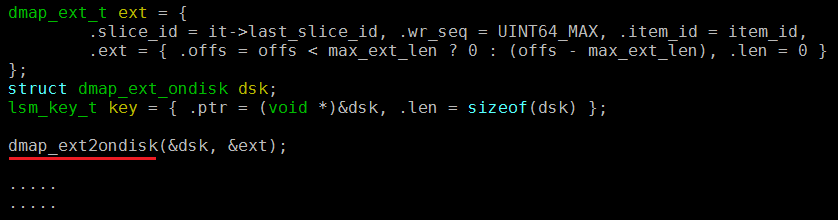 dmap_ext_t ext = {
        .slice_id = it->last_slice_id, .wr_seq = UINT64_MAX, .item_id = item_id,
        .ext = { .offs = offs < max_ext_len ? 0 : (offs - max_ext_len), .len = 0 }
};
struct dmap_ext_ondisk dsk;
lsm_key_t key = { .ptr = (void *)&dsk, .len = sizeof(dsk) };
dmap_ext2ondisk(&dsk, &ext);
.....
.....